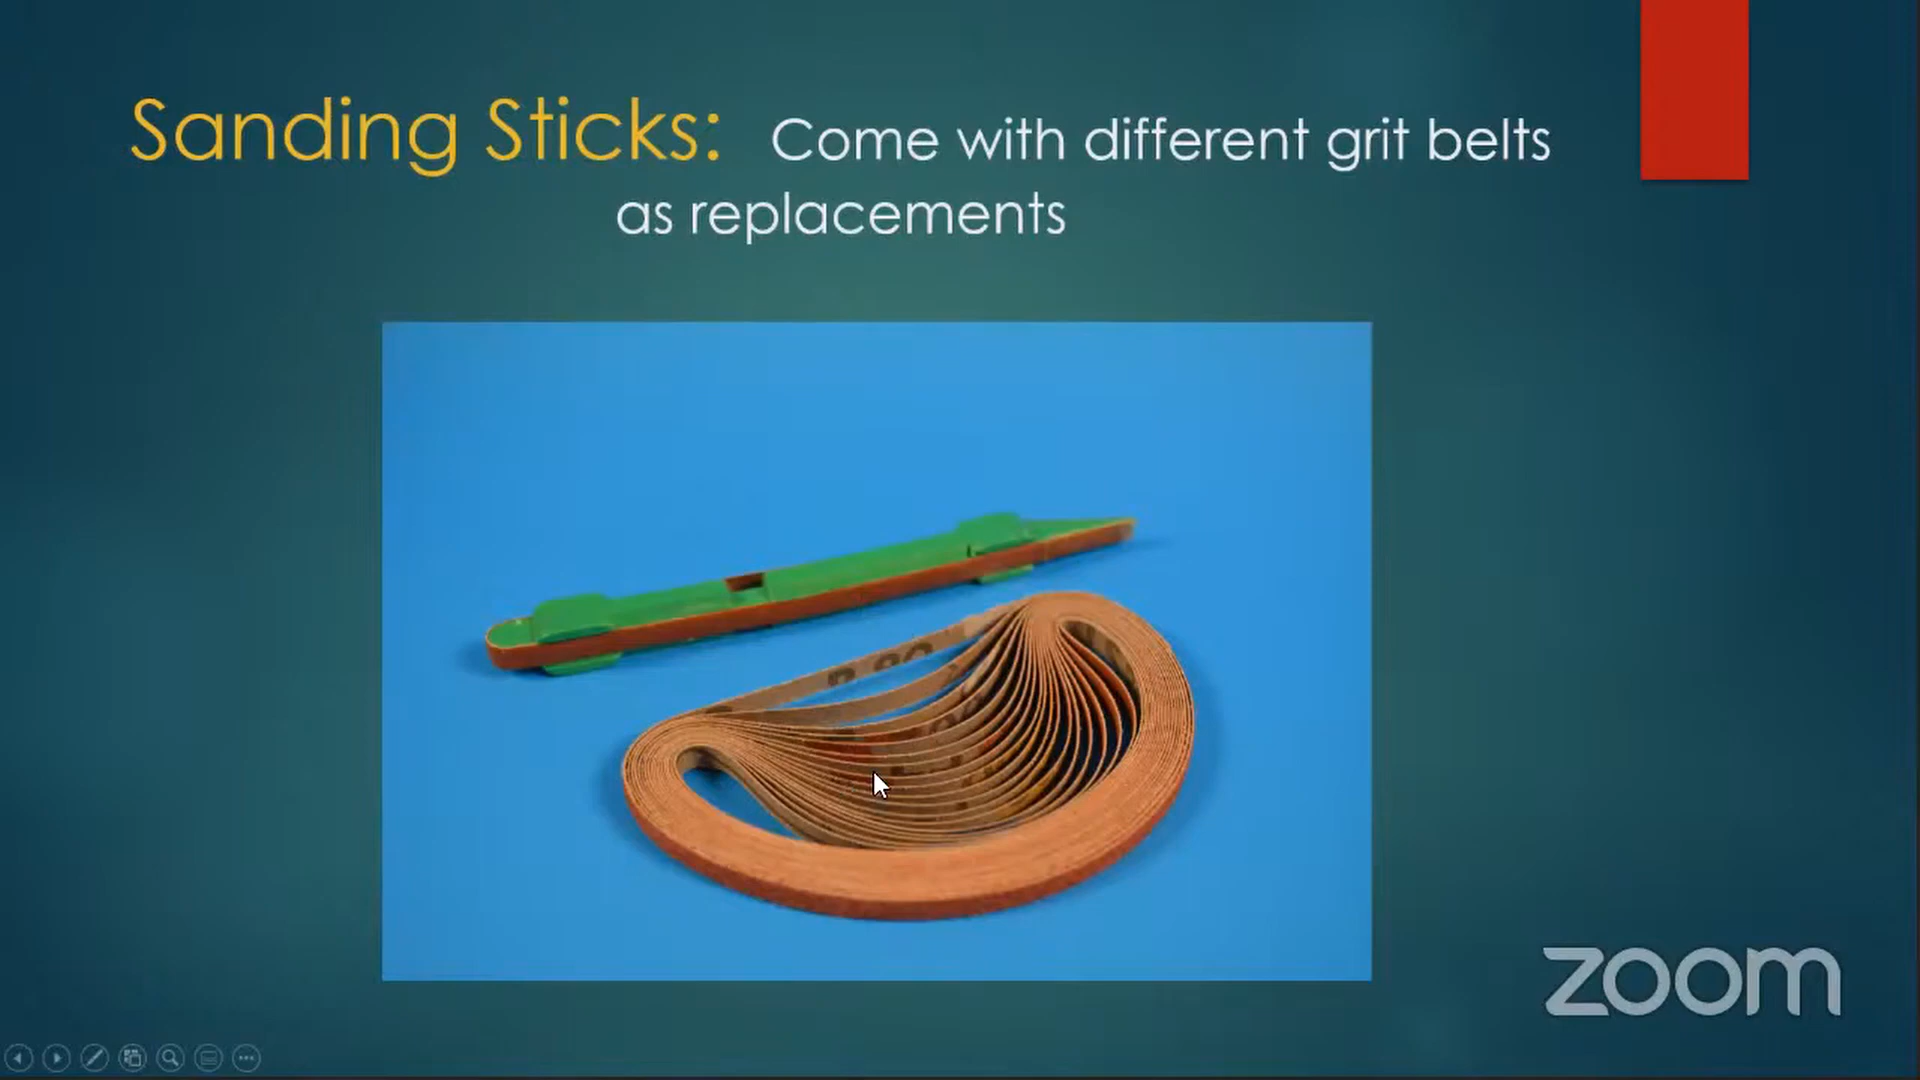 Sanding Sticks: Come with different grit belts
as replacements
zoom